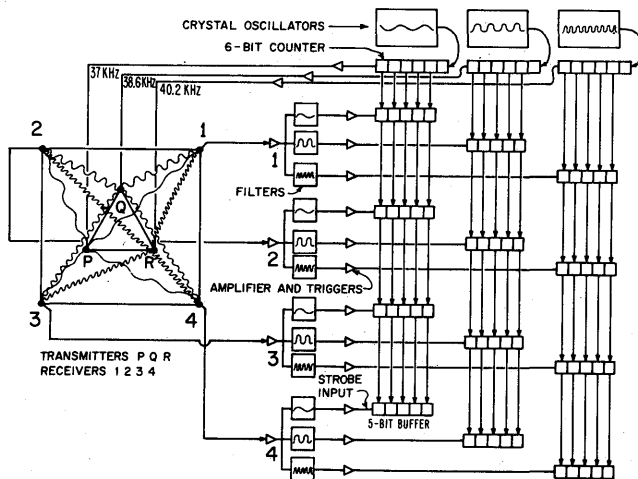 CRYSTAL OSCILLATORS
6-BIT COUNTER
37 KHz
38.6 KHz
40.2 KHz
2
1
Q
P
R
3
4
1
FILTERS
2
AMPLIFIER AND TRIGGERS
3
TRANSMITTERS P Q R
RECEIVERS 1 2 3 4
STROBE
INPUT
5-BIT BUFFER
4